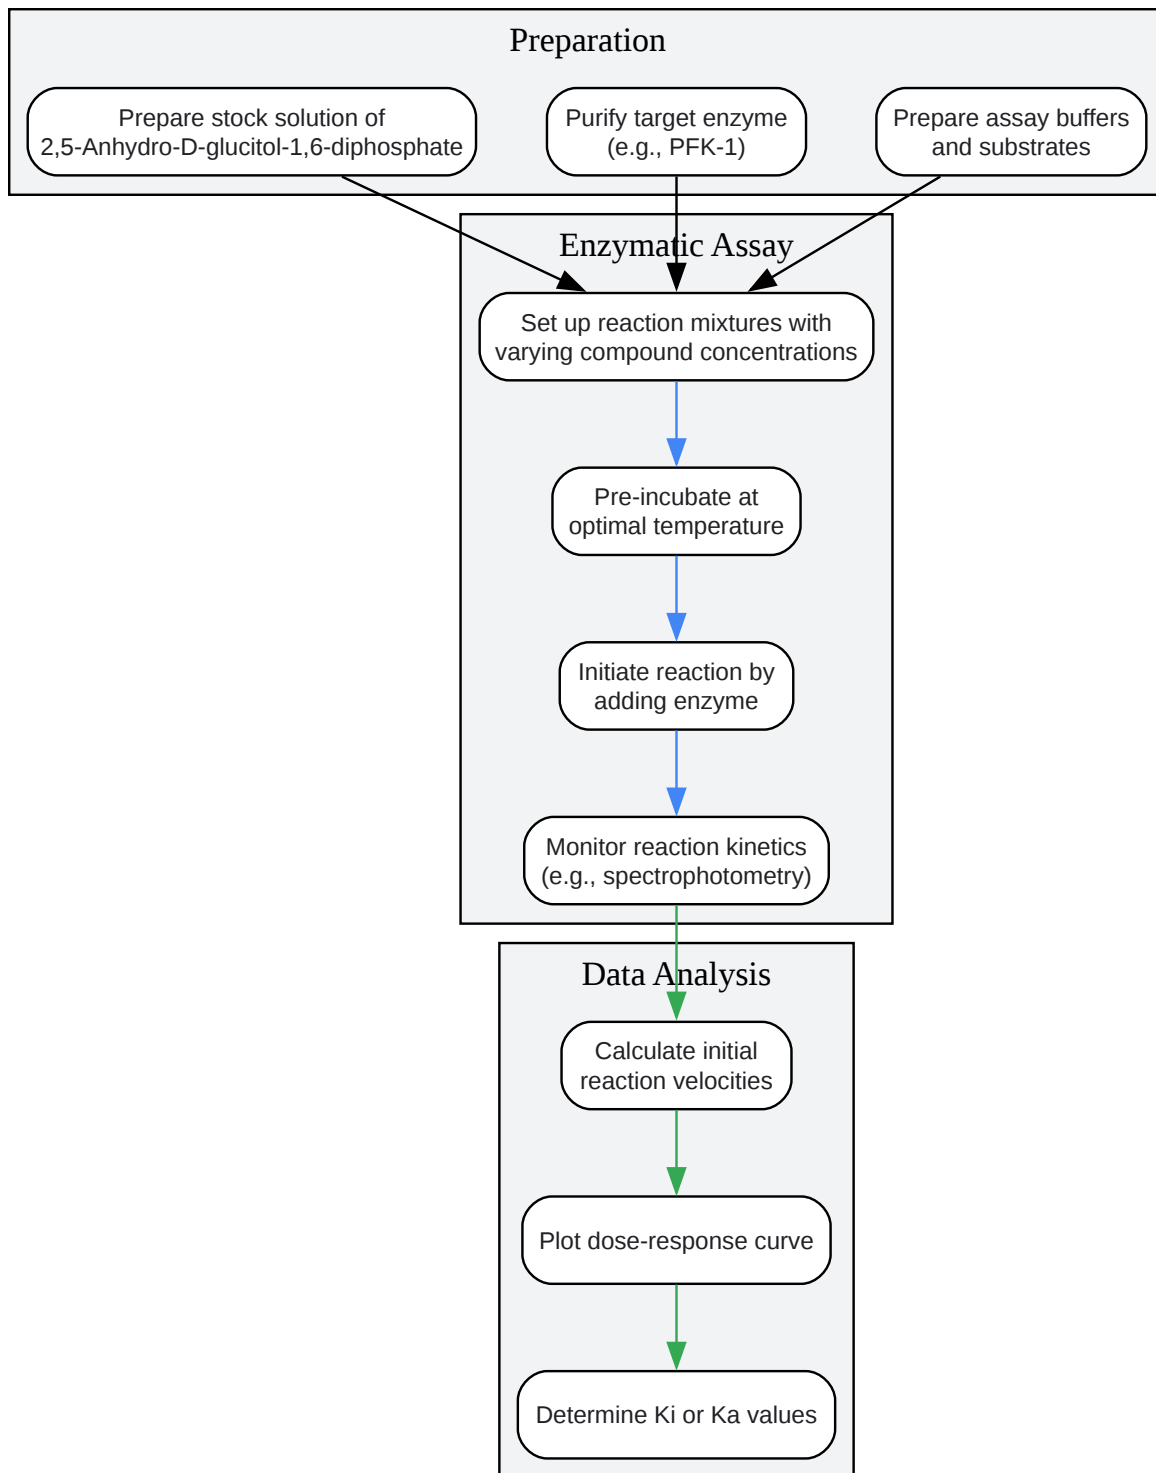 Preparation
Prepare stock solution of
2,5-Anhydro-D-glucitol-1,6-diphosphate
Purify target enzyme
(e.g., PFK-1)
Prepare assay buffers
and substrates
Enzymatic Assay
Set up reaction mixtures with
varying compound concentrations
Pre-incubate at
optimal temperature
Initiate reaction by
adding enzyme
Monitor reaction kinetics
(e.g., spectrophotometry)
Data Analysis
Calculate initial
reaction velocities
Plot dose-response curve
Determine Ki or Ka values